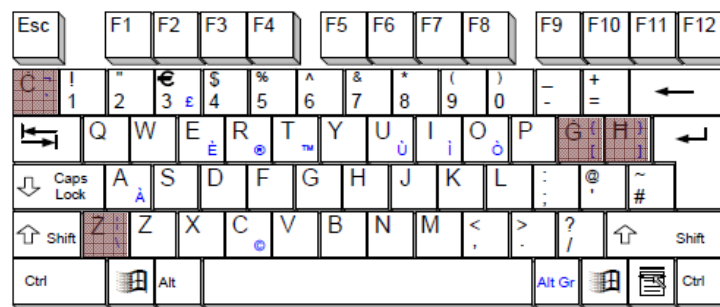 Esc F1 F2 F3 F4 F5 F6 F7 F8 F9 F10 F11 F12
Ċ ¬ ` ! 1 " 2 € 3 £ $ 4 % 5 ^ 6 & 7 * 8 ( 9 ) 0 _ - + =
Q W E È R ® T ™ Y U Ù I ì O ò P Ġ { [ Ħ } ]
Caps Lock A À S D F G H J K L : ; @ ' ~ #
Shift Ż ¦ \ Z X C © V B N M < , > . ? / Shift
Ctrl Alt Alt Gr Ctrl